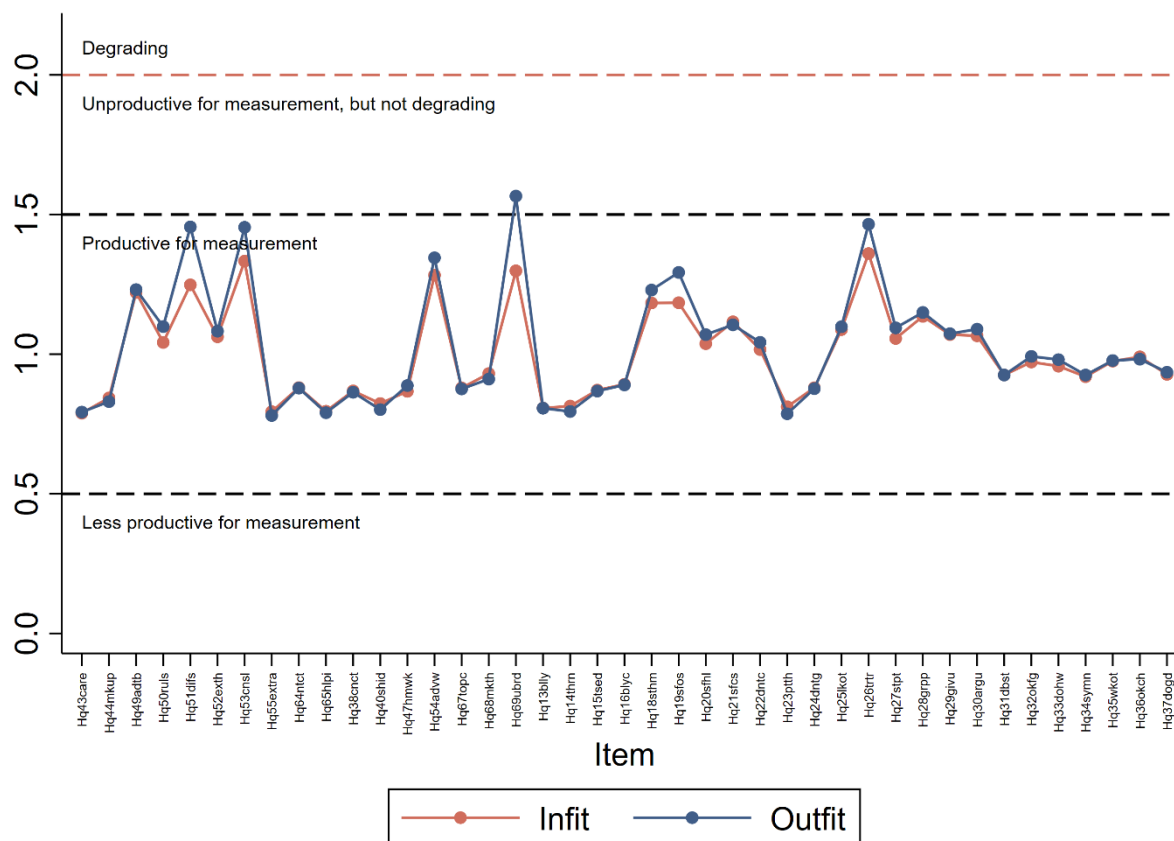 Degrading
2.0
Unproductive for measurement, but not degrading
1.5
Productive for measurement
1.0
0.5
Less productive for measurement
0.0
Hq43care
Hq44mkup
Hq49adtb
Hq50ruls
Hq51difs
Hq52exth
Hq53cnsl
Hq55extra
Hq64ntct
Hq65hlpi
Hq38cnct
Hq40shid
Hq47hmwk
Hq54advw
Hq67topc
Hq68mkth
Hq69ubrd
Hq13blly
Hq14thrn
Hq15tsed
Hq16blyc
Hq18sthm
Hq19sfos
Hq20sfhl
Hq21sfcs
Hq22dntc
Hq23ptth
Hq24dntg
Hq25lkot
Hq26trtr
Hq27stpt
Hq28grpp
Hq29givu
Hq30argu
Hq31dbst
Hq32okfg
Hq33dohw
Hq34symn
Hq35wkot
Hq36okch
Hq37dogd
Item
Infit Outfit